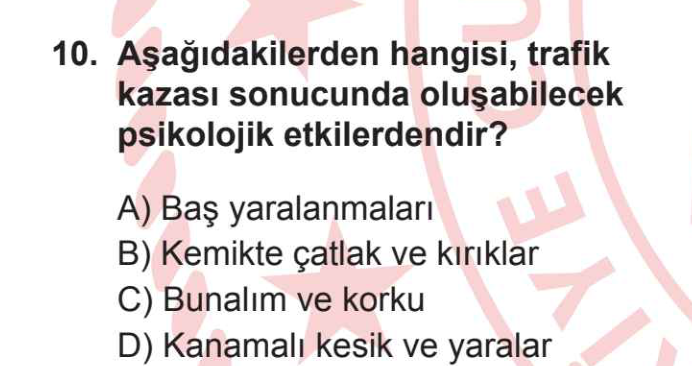 10. Aşağıdakilerden hangisi, trafik
kazası sonucunda oluşabilecek
psikolojik etkilerdendir?
A) Baş yaralanmaları
B) Kemikte çatlak ve kırıklar
C) Bunalım ve korku
D) Kanamalı kesik ve yaralar